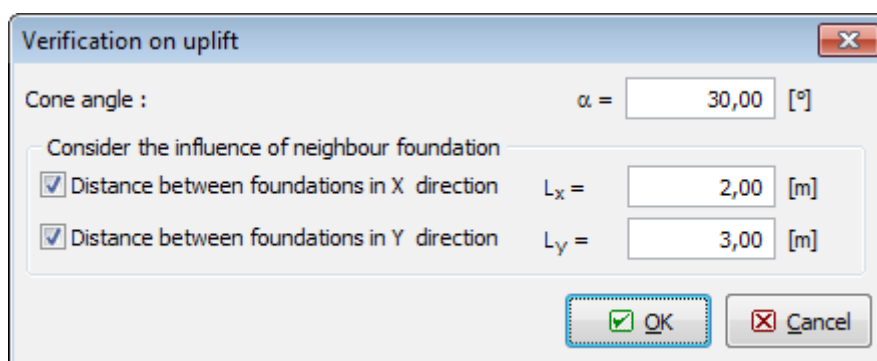 Verification on uplift
Cone angle : α = 30,00 [°]
Consider the influence of neighbour foundation
Distance between foundations in X direction Lx = 2,00 [m]
Distance between foundations in Y direction Ly = 3,00 [m]
OK Cancel